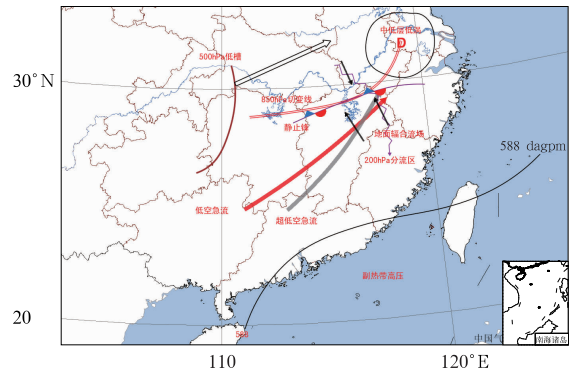 中低层低涡
D
500hPa低槽
30°N
850hPa切变线
静止锋
地面辐合流场
588 dagpm
200hPa分流区
低空急流
超低空急流
副热带高压
20
588
中国气
南海诸岛
110
120°E